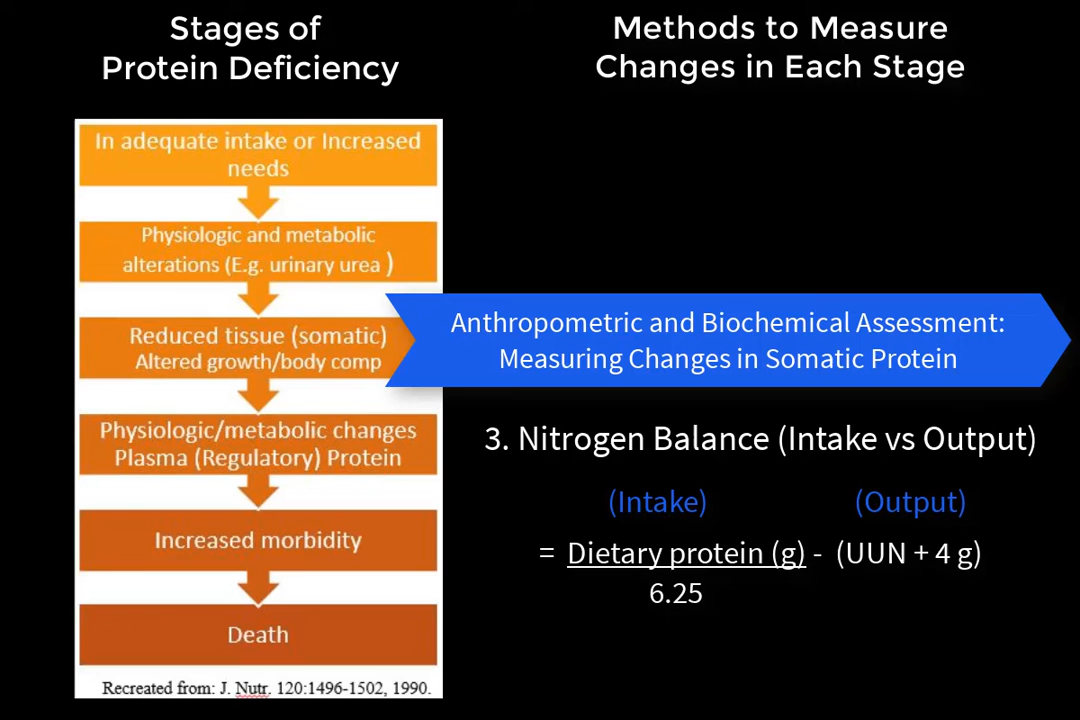 Stages of
Protein Deficiency
Methods to Measure
Changes in Each Stage
In adequate intake or Increased
needs
Physiologic and metabolic
alterations (E.g. urinary urea )
Reduced tissue (somatic)
Altered growth/body comp
Anthropometric and Biochemical Assessment:
Measuring Changes in Somatic Protein
Physiologic/metabolic changes
Plasma (Regulatory) Protein
3. Nitrogen Balance (Intake vs Output)
(Intake) (Output)
= Dietary protein (g) - (UUN + 4 g)
6.25
Increased morbidity
Death
Recreated from: J. Nutr. 120:1496-1502, 1990.